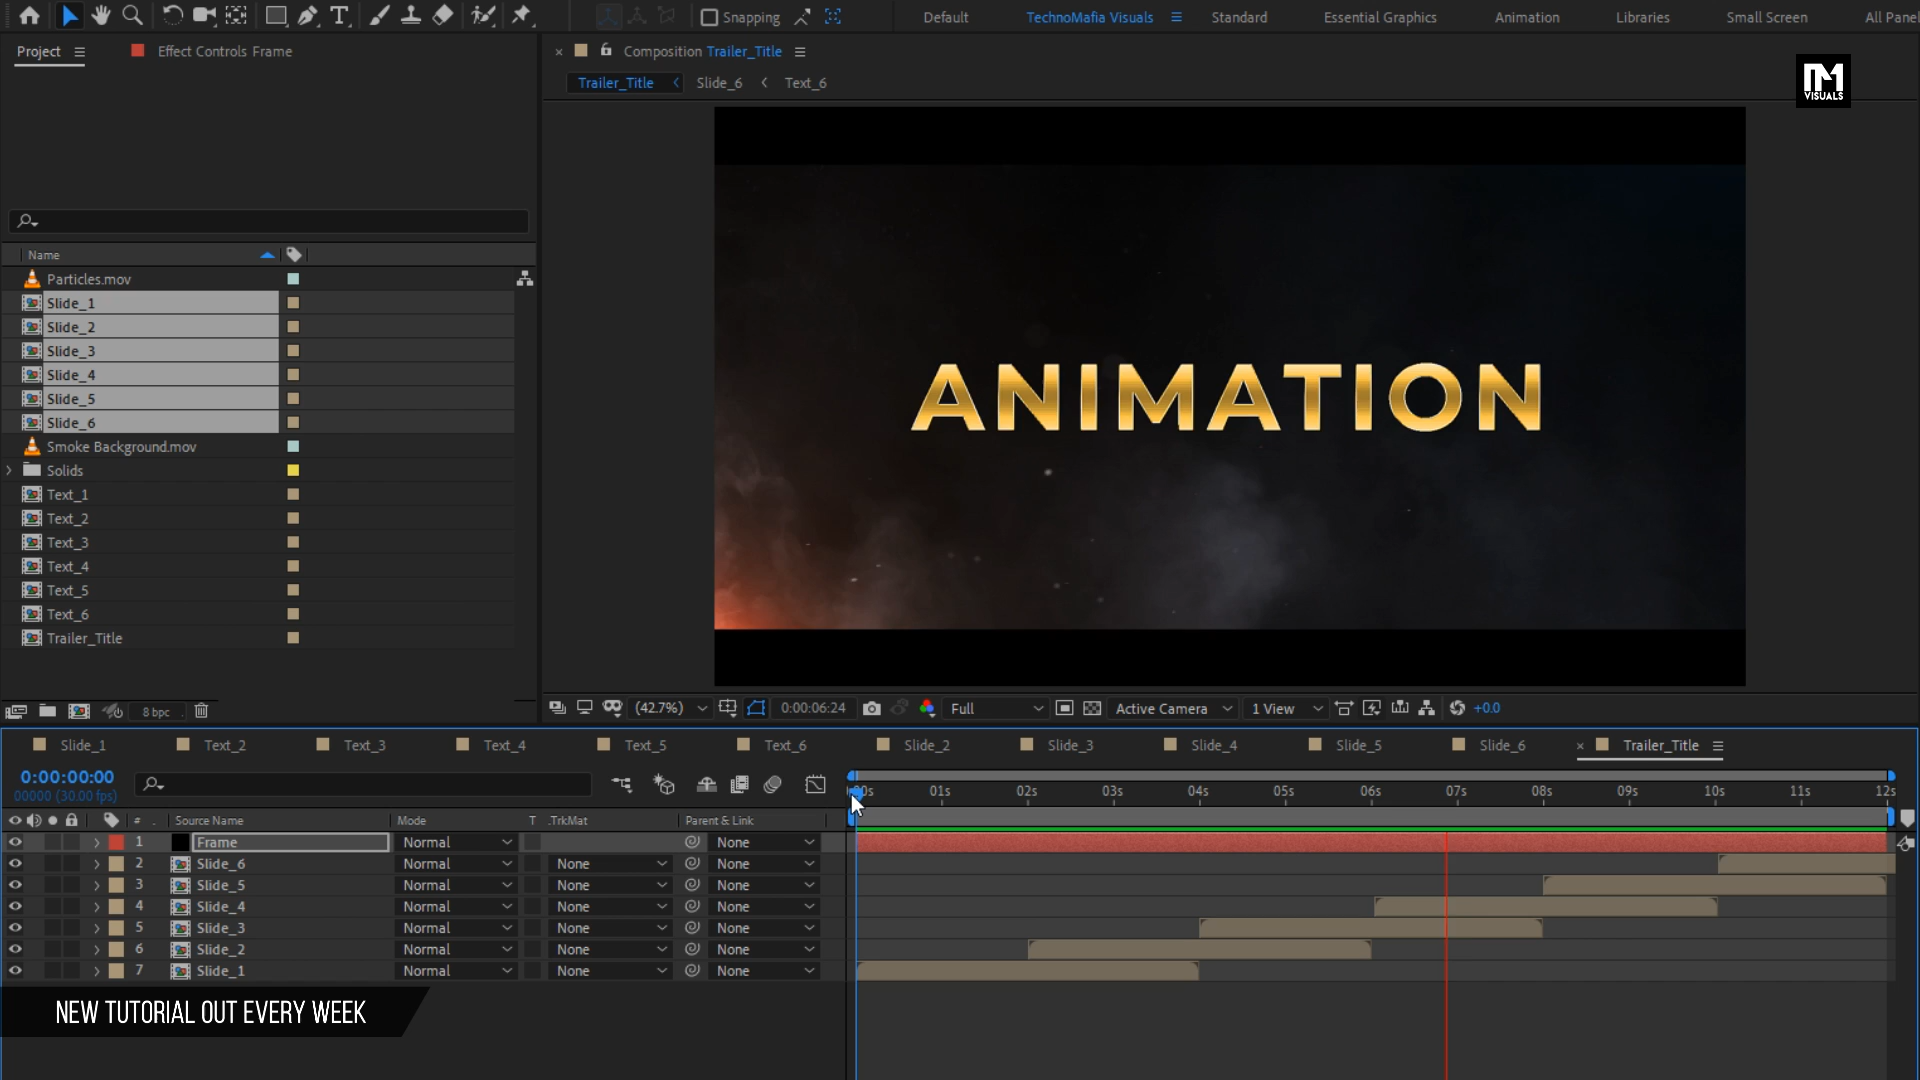 Snapping
Default
TechnoMafia Visuals
Standard
Essential Graphics
Animation
Libraries
Small Screen
All Pane
Project
Effect Controls Frame
Composition Trailer_Title
VISUALS
Trailer_Title
Slide_6
Text_6
Name
Particles.mov
Slide_1
Slide_2
Slide_3
Slide_4
Slide_5
Slide_6
Smoke Background.mov
Solids
Text_1
Text_2
Text_3
Text_4
Text_5
Text_6
Trailer_Title
ANIMATION
8 bpc
(42.7%)
0:00:06:24
Full
Active Camera
1 View
+0.0
Slide_1
Text_2
Text_3
Text_4
Text_5
Text_6
Slide_2
Slide_3
Slide_4
Slide_5
Slide_6
Trailer_Title
0:00:00:00
00000 (30.00 fps)
01s 02s 03s 04s 05s 06s 07s 08s 09s 10s 11s 12s
# Source Name Mode T .TrkMat Parent & Link
1 Frame Normal None
2 Slide_6 Normal None None
3 Slide_5 Normal None None
4 Slide_4 Normal None None
5 Slide_3 Normal None None
6 Slide_2 Normal None None
7 Slide_1 Normal None None
NEW TUTORIAL OUT EVERY WEEK